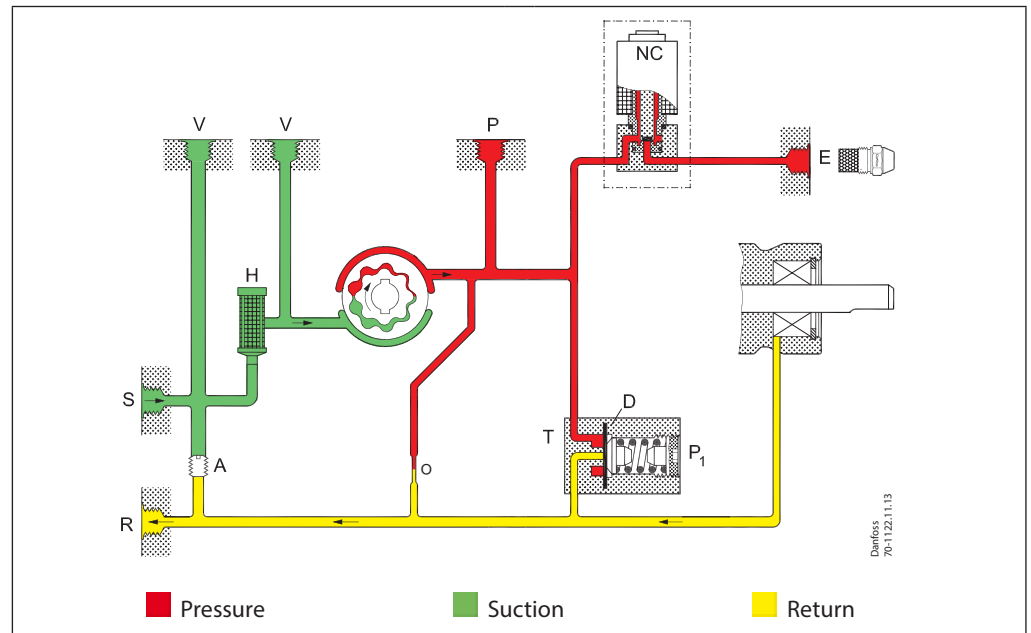 NC
V V P
E
H
S
D
T P1
A
O
R
Danfoss
70-1122.11.13
Pressure Suction Return